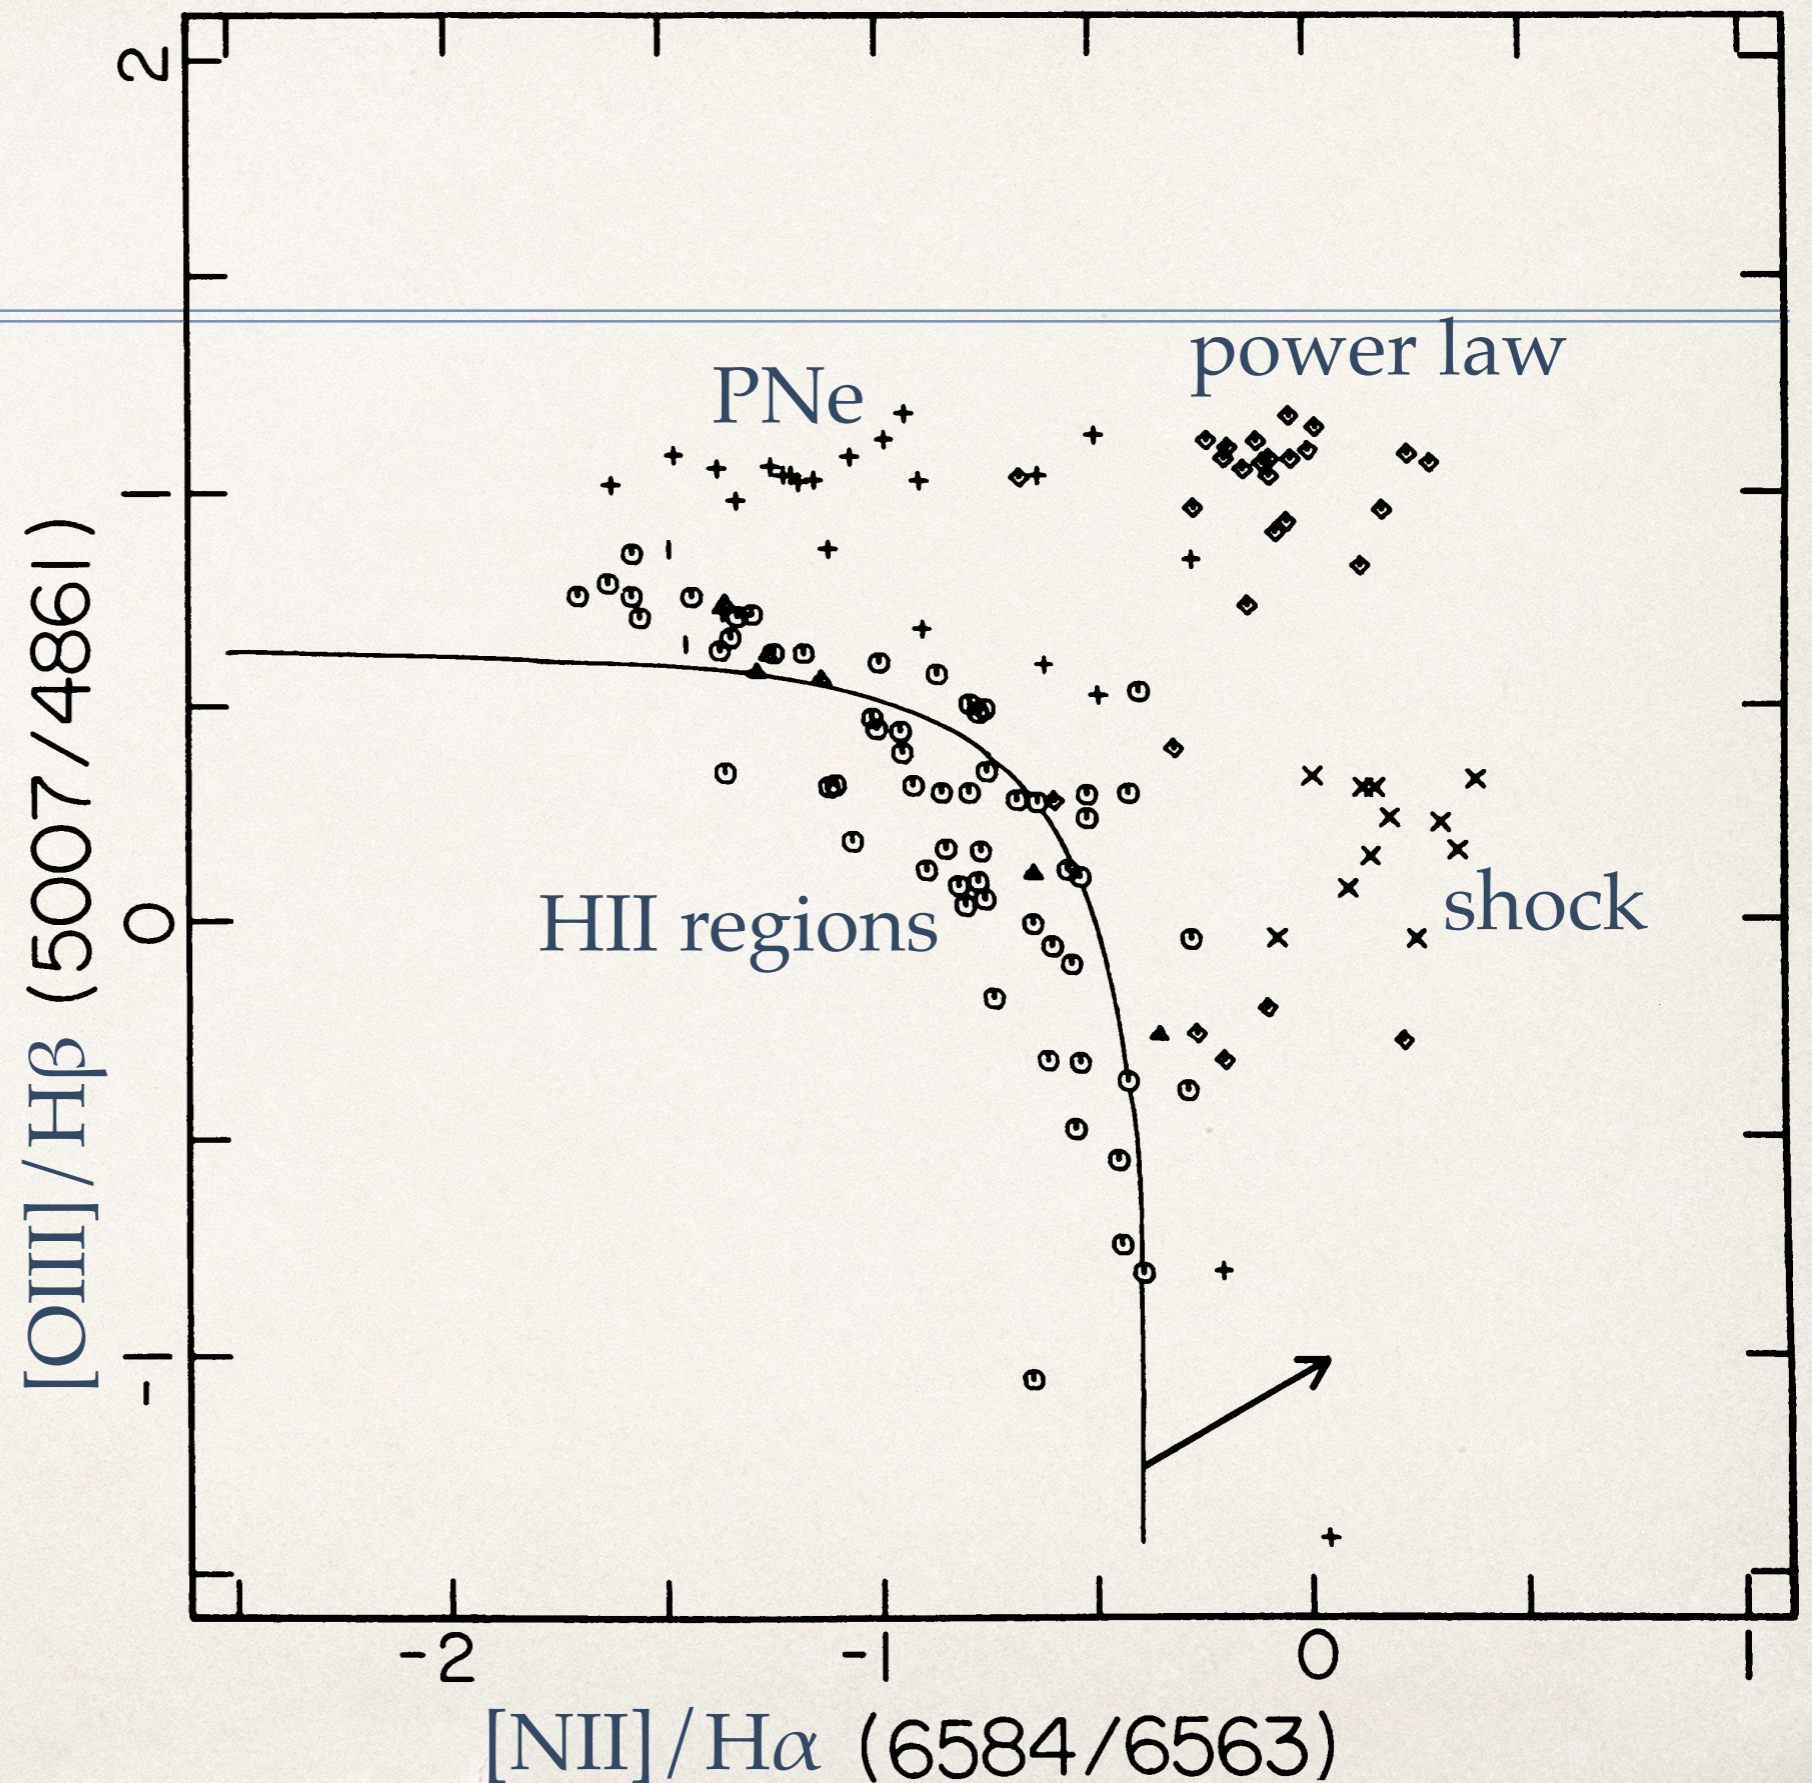 2
power law
PNe
1
[OIII]/Hβ (5007/4861)
0
HII regions
shock
-1
-2
-1
0
1
[NII]/Hα (6584/6563)